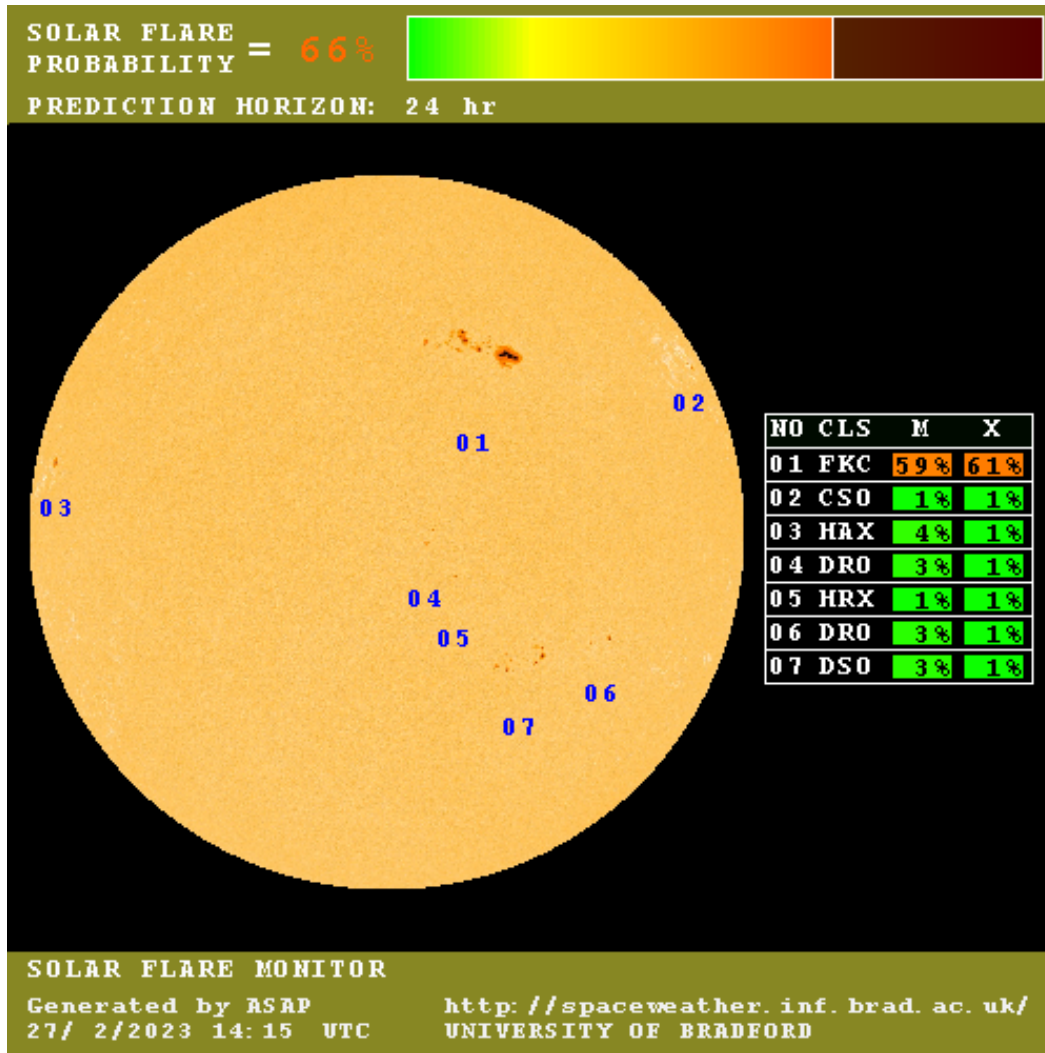 SOLAR FLARE
PROBABILITY = 66%
PREDICTION HORIZON: 24 hr
02
01
03
04
05
06
07
NO CLS M X
01 FKC 59% 61%
02 CSO 1% 1%
03 HAX 4% 1%
04 DRO 3% 1%
05 HRX 1% 1%
06 DRO 3% 1%
07 DSO 3% 1%
SOLAR FLARE MONITOR
Generated by ASAP
27/ 2/2023 14:15 UTC
http://spaceweather.inf.brad.ac.uk/
UNIVERSITY OF BRADFORD